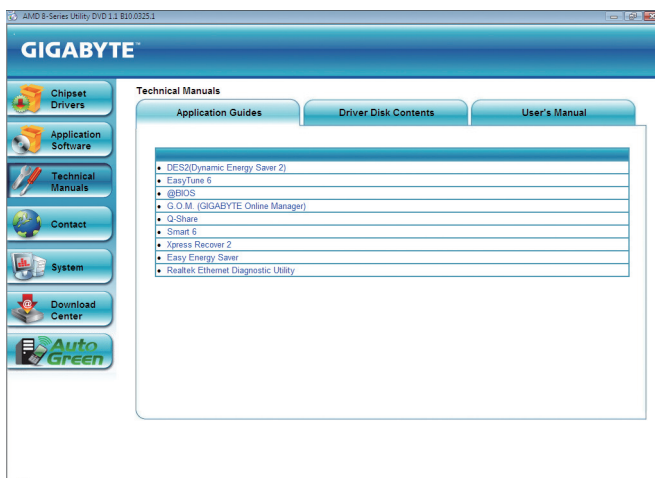 AMD 8-Series Utility DVD 1.1 B10.0325.1
GIGABYTE™
Chipset
Drivers
Application
Software
Technical
Manuals
Contact
System
Download
Center
Auto
Green
Technical Manuals
Application Guides
Driver Disk Contents
User's Manual
DES2(Dynamic Energy Saver 2)
EasyTune 6
@BIOS
G.O.M. (GIGABYTE Online Manager)
Q-Share
Smart 6
Xpress Recover 2
Easy Energy Saver
Realtek Ethernet Diagnostic Utility